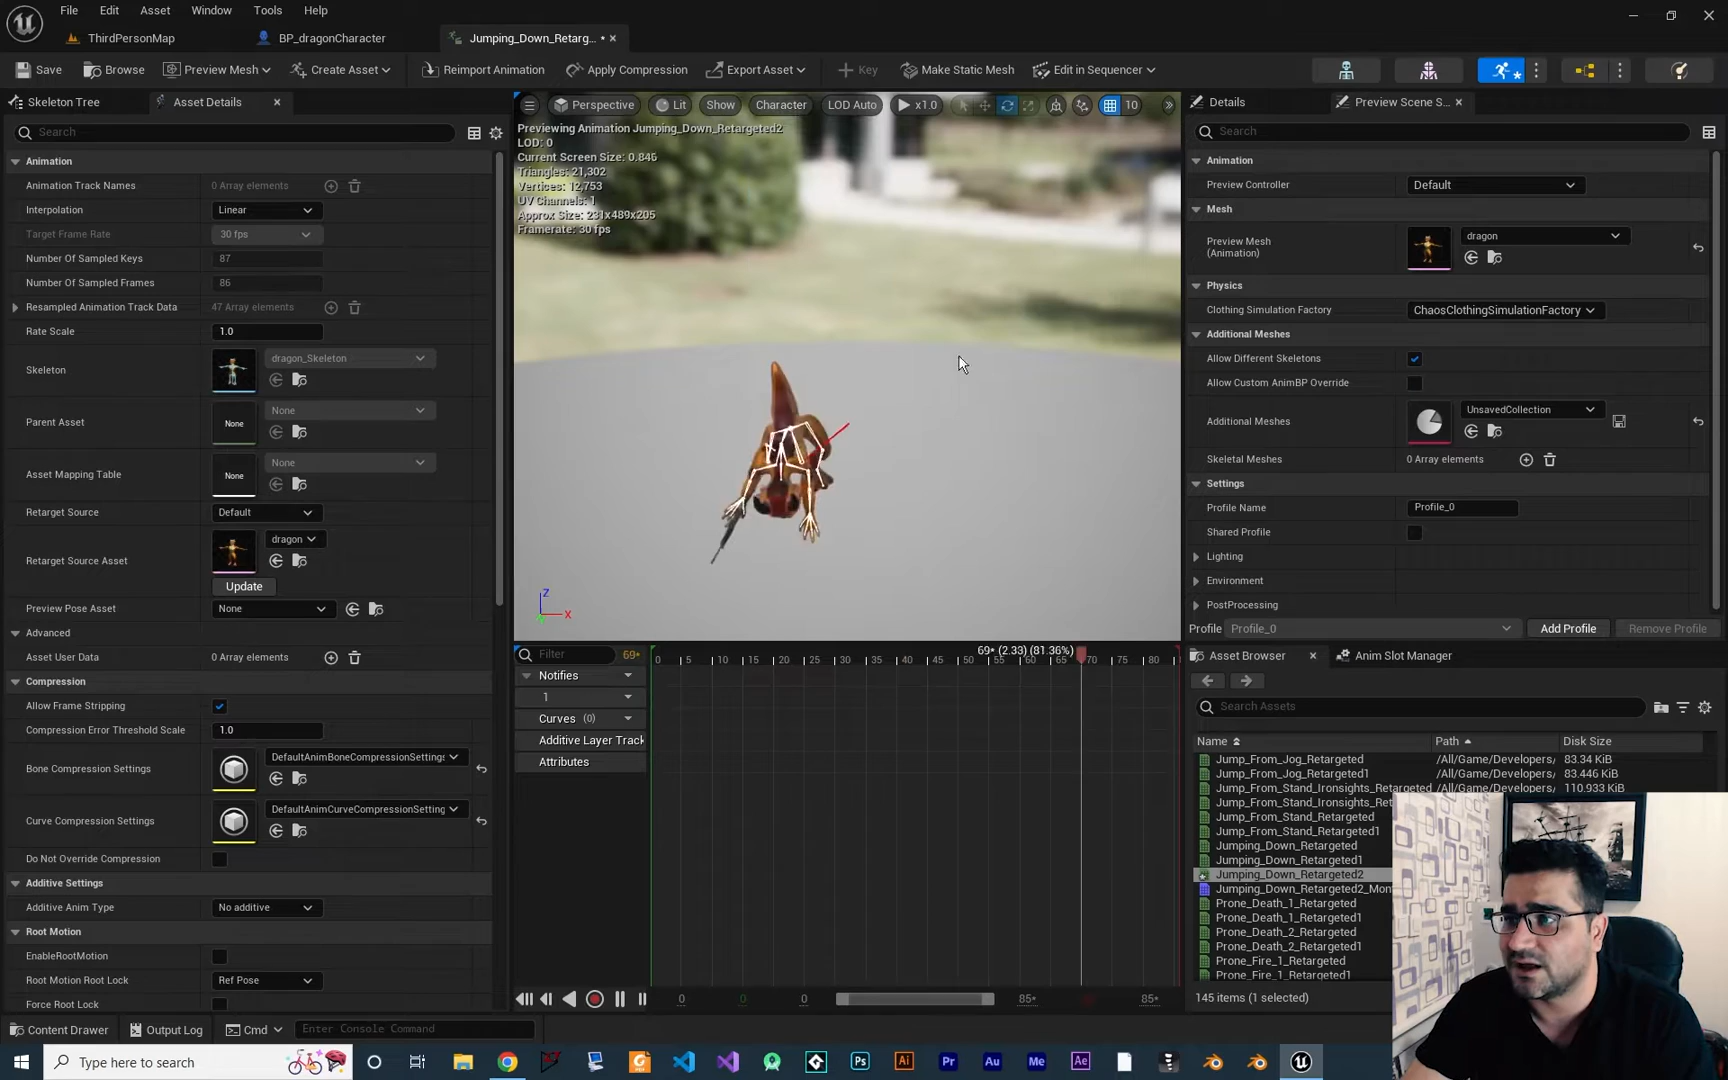 File Edit Asset Window Tools Help
ThirdPersonMap BP_dragonCharacter Jumping_Down_Retarg... *
Save Browse Preview Mesh Create Asset Reimport Animation Apply Compression Export Asset Key Make Static Mesh Edit in Sequencer
Skeleton Tree Asset Details
Search
Animation
Animation Track Names 0 Array elements
Interpolation Linear
Target Frame Rate 30 fps
Number Of Sampled Keys 87
Number Of Sampled Frames 86
Resampled Animation Track Data 47 Array elements
Rate Scale 1.0
Skeleton dragon_Skeleton
Parent Asset None None
Asset Mapping Table None None
Retarget Source Default
Retarget Source Asset dragon
Update
Preview Pose Asset None
Advanced
Asset User Data 0 Array elements
Compression
Allow Frame Stripping
Compression Error Threshold Scale 1.0
Bone Compression Settings DefaultAnimBoneCompressionSettings
Curve Compression Settings DefaultAnimCurveCompressionSetting
Do Not Override Compression
Additive Settings
Additive Anim Type No additive
Root Motion
EnableRootMotion
Root Motion Root Lock Ref Pose
Force Root Lock
Perspective Lit Show Character LOD Auto x1.0 10
Previewing Animation Jumping_Down_Retargeted2
LOD: 0
Current Screen Size: 0.846
Triangles: 21,302
Vertices: 12,753
UV Channels: 1
Approx Size: 231x489x205
Framerate: 30 fps
Z
X
Filter 69*
69* (2.33) (81.36%)
0 5 10 15 20 25 30 35 40 45 50 55 60 65 70 75 80
Notifies
1
Curves (0)
Additive Layer Track
Attributes
0 0 0 85* 85*
Details Preview Scene S...
Search
Animation
Preview Controller Default
Mesh
Preview Mesh (Animation) dragon
Physics
Clothing Simulation Factory ChaosClothingSimulationFactory
Additional Meshes
Allow Different Skeletons
Allow Custom AnimBP Override
Additional Meshes UnsavedCollection
Skeletal Meshes 0 Array elements
Settings
Profile Name Profile_0
Shared Profile
Lighting
Environment
PostProcessing
Profile Profile_0 Add Profile Remove Profile
Asset Browser Anim Slot Manager
Search Assets
Name Path Disk Size
Jump_From_Jog_Retargeted /All/Game/Developers/ 83.34 KiB
Jump_From_Jog_Retargeted1 /All/Game/Developers/ 83.446 KiB
Jump_From_Stand_Ironsights_Retargeted /All/Game/Developers/ 110.933 KiB
Jump_From_Stand_Ironsights_Ret
Jump_From_Stand_Retargeted
Jump_From_Stand_Retargeted1
Jumping_Down_Retargeted
Jumping_Down_Retargeted1
Jumping_Down_Retargeted2
Jumping_Down_Retargeted2_Mon
Prone_Death_1_Retargeted
Prone_Death_1_Retargeted1
Prone_Death_2_Retargeted
Prone_Death_2_Retargeted1
Prone_Fire_1_Retargeted
Prone_Fire_1_Retargeted1
145 items (1 selected)
Content Drawer Output Log Cmd Enter Console Command
Type here to search Ps Ai Pr Au Me Ae